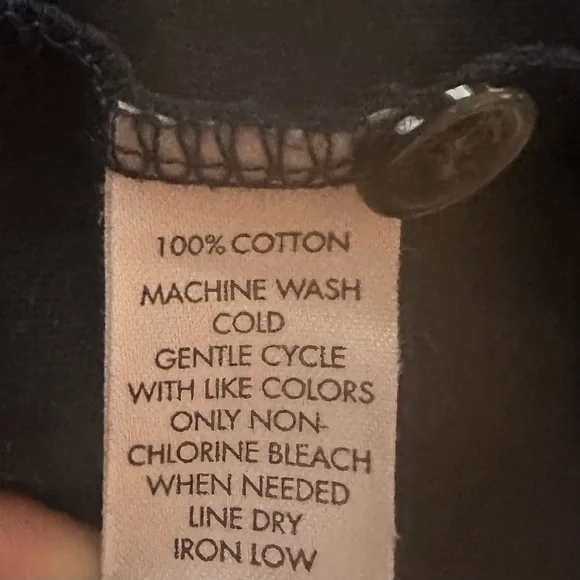 100% COTTON
MACHINE WASH
COLD
GENTLE CYCLE
WITH LIKE COLORS
ONLY NON-
CHLORINE BLEACH
WHEN NEEDED
LINE DRY
IRON LOW